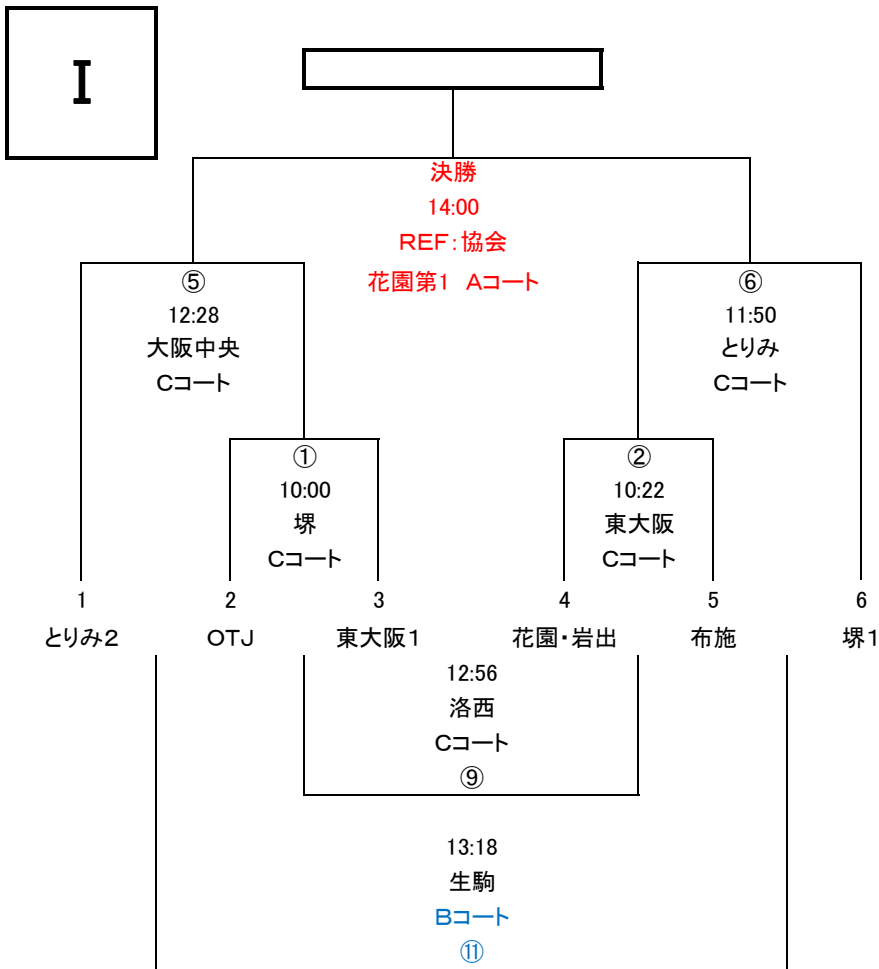 I
決勝
14:00
REF：協会
花園第1 Aコート
⑤
12:28
大阪中央
Cコート
⑥
11:50
とりみ
Cコート
①
10:00
堺
Cコート
②
10:22
東大阪
Cコート
1 2 3 4 5 6
とりみ2 OTJ 東大阪1 花園・岩出 布施 堺1
12:56
洛西
Cコート
⑨
13:18
生駒
Bコート
⑪